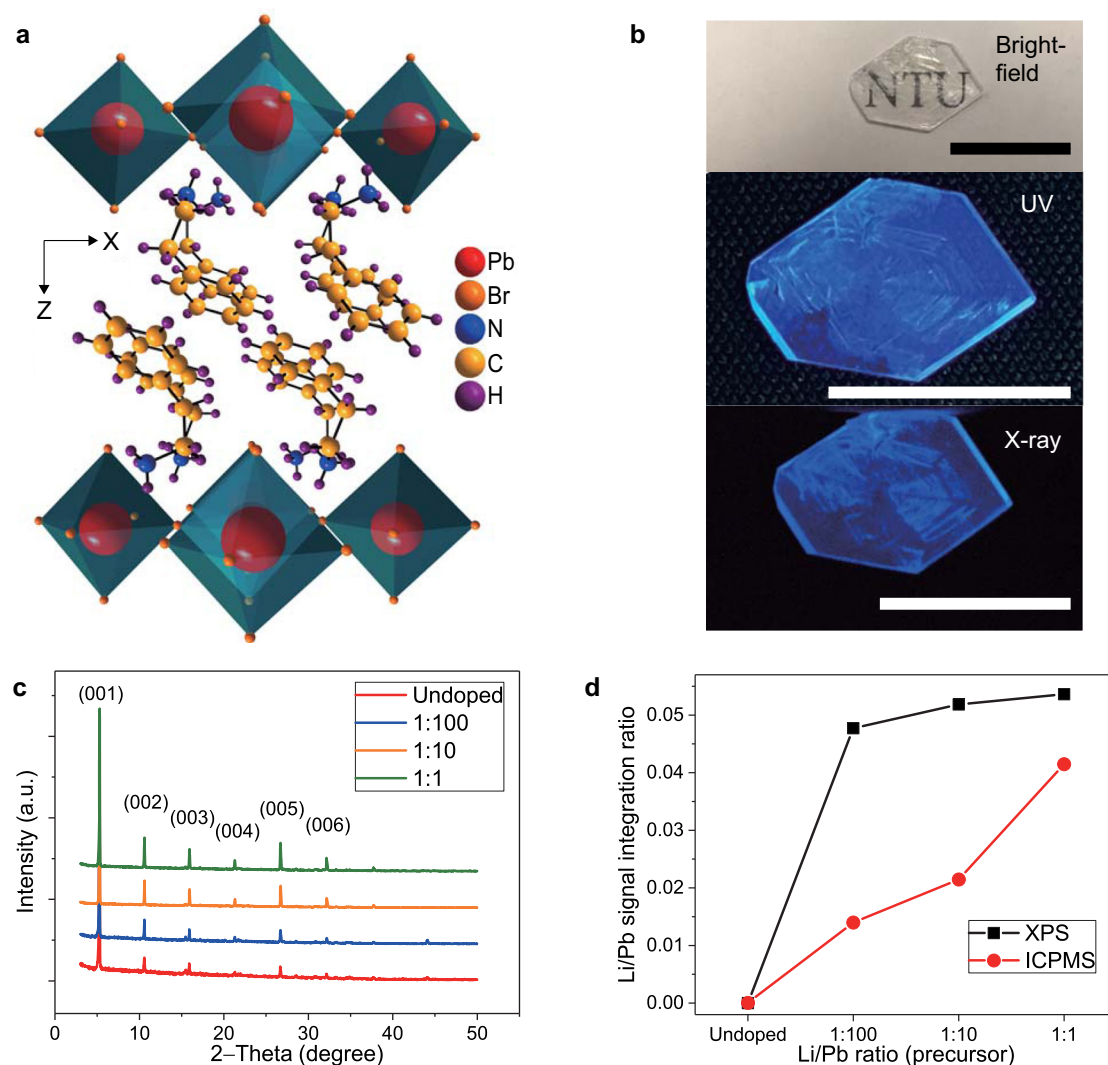 a
X
Z
Pb
Br
N
C
H
b
Bright-
field
NTU
UV
X-ray
c
Intensity (a.u.)
(001)
(002)
(003)
(004)
(005)
(006)
Undoped
1:100
1:10
1:1
0
10
20
30
40
50
2–Theta (degree)
d
Li/Pb signal integration ratio
0.05
0.04
0.03
0.02
0.01
0.00
XPS
ICPMS
Undoped
1:100
1:10
1:1
Li/Pb ratio (precursor)